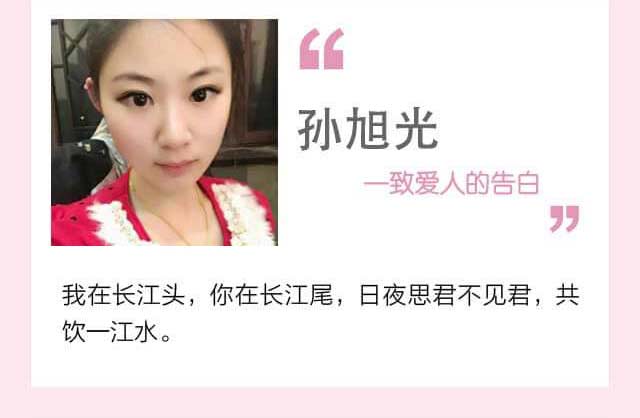 “
孙旭光
一致爱人的告白
”
我在长江头，你在长江尾，日夜思君不见君，共
饮一江水。